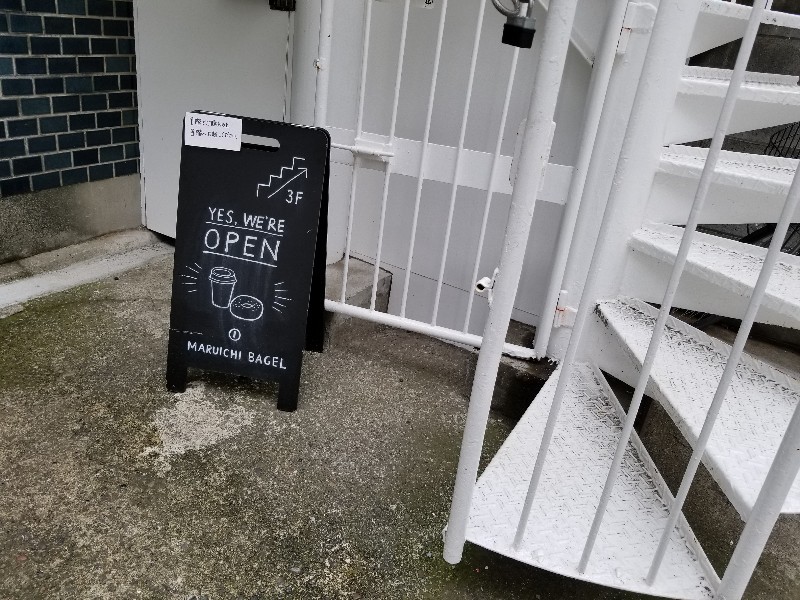 3F
YES, WE'RE
OPEN
MARUICHI BAGEL